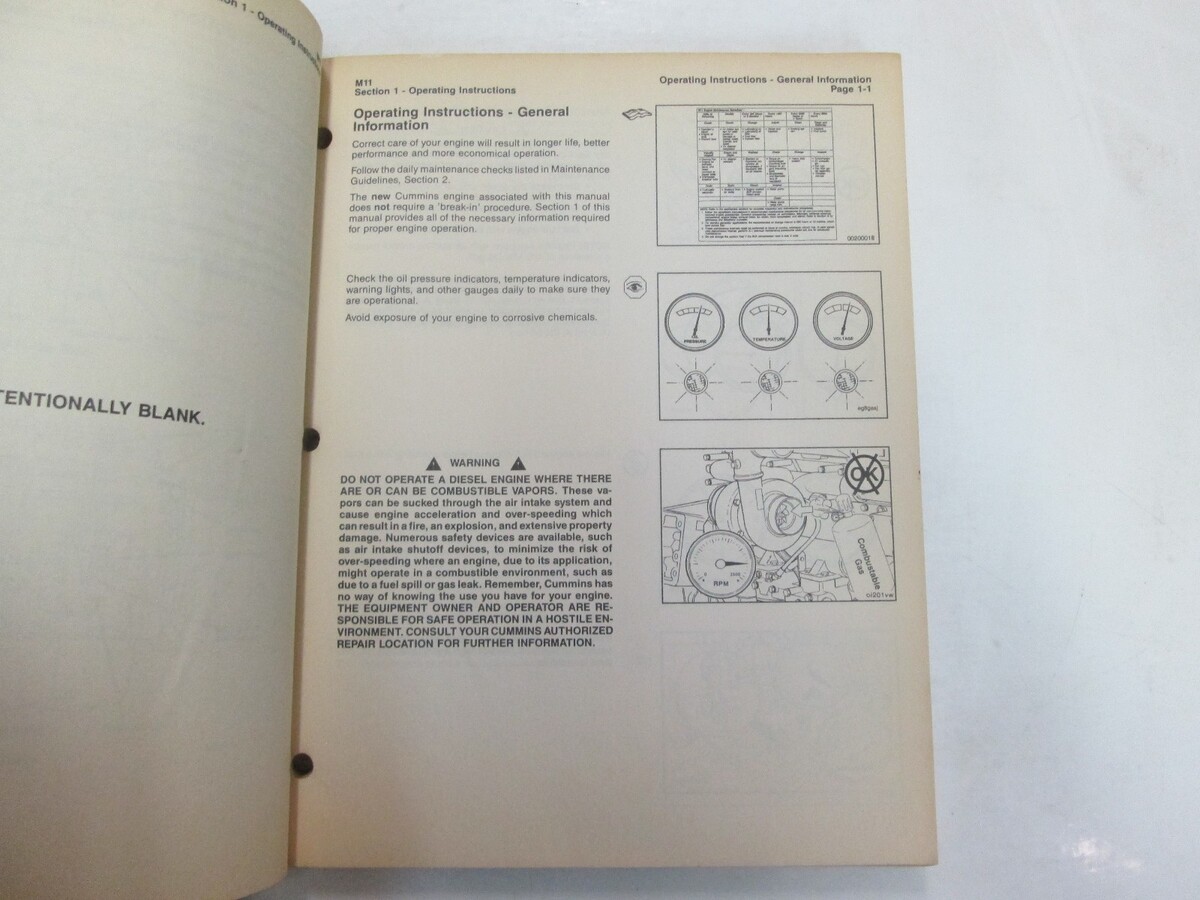 TENTIONALLY BLANK.
M11
Section 1 - Operating Instructions
Operating Instructions - General Information
Page 1-1
Operating Instructions - General
Information
Correct care of your engine will result in longer life, better
performance and more economical operation.
Follow the daily maintenance checks listed in Maintenance
Guidelines, Section 2.
The new Cummins engine associated with this manual
does not require a 'break-in' procedure. Section 1 of this
manual provides all of the necessary information required
for proper engine operation.
00200018
Check the oil pressure indicators, temperature indicators,
warning lights, and other gauges daily to make sure they
are operational.
Avoid exposure of your engine to corrosive chemicals.
OIL
PRESSURE
TEMPERATURE
VOLTAGE
WARNING
DO NOT OPERATE A DIESEL ENGINE WHERE THERE
ARE OR CAN BE COMBUSTIBLE VAPORS. These va-
pors can be sucked through the air intake system and
cause engine acceleration and over-speeding which
can result in a fire, an explosion, and extensive property
damage. Numerous safety devices are available, such
as air intake shutoff devices, to minimize the risk of
over-speeding where an engine, due to its application,
might operate in a combustible environment, such as
due to a fuel spill or gas leak. Remember, Cummins has
no way of knowing the use you have for your engine.
THE EQUIPMENT OWNER AND OPERATOR ARE RE-
SPONSIBLE FOR SAFE OPERATION IN A HOSTILE EN-
VIRONMENT. CONSULT YOUR CUMMINS AUTHORIZED
REPAIR LOCATION FOR FURTHER INFORMATION.
OK
Combustable
Gas
RPM
oi201vw